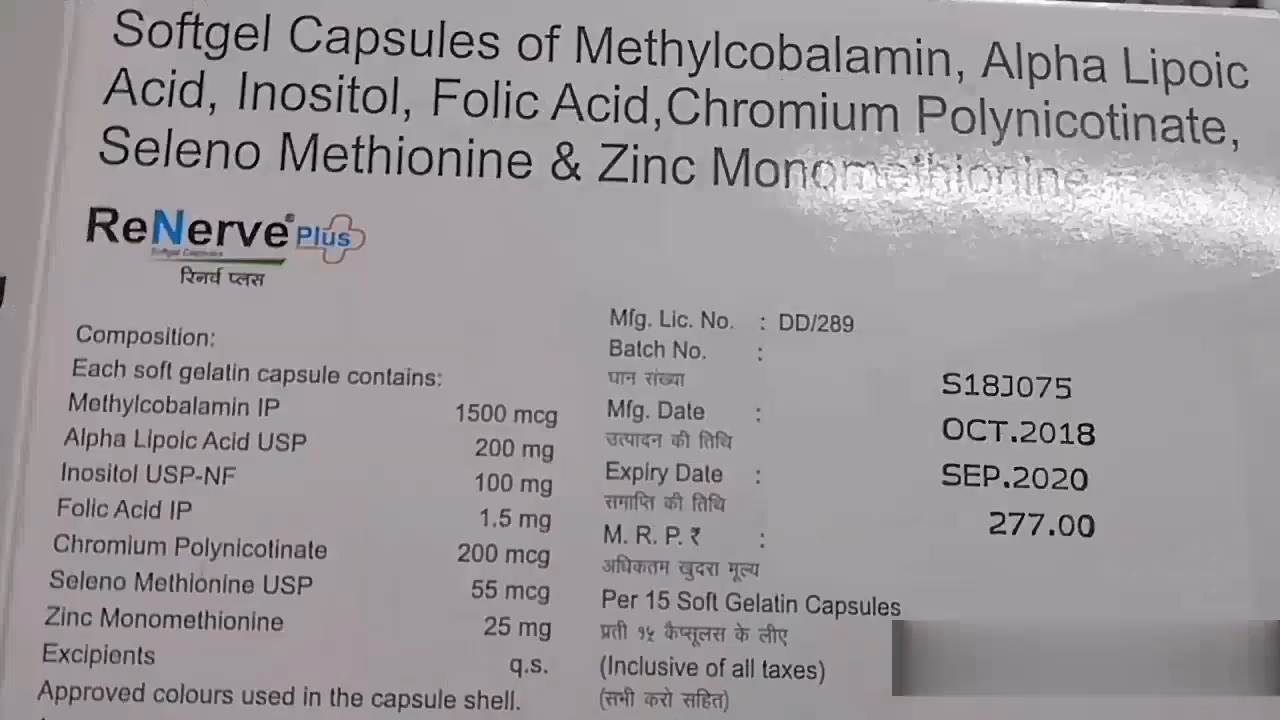 Softgel Capsules of Methylcobalamin, Alpha Lipoic
Acid, Inositol, Folic Acid,Chromium Polynicotinate,
Seleno Methionine & Zinc Monomethionine
ReNerve® Plus
Softgel Capsules
रिनर्व प्लस
Composition:
Each soft gelatin capsule contains:
Methylcobalamin IP 1500 mcg
Alpha Lipoic Acid USP 200 mg
Inositol USP-NF 100 mg
Folic Acid IP 1.5 mg
Chromium Polynicotinate 200 mcg
Seleno Methionine USP 55 mcg
Zinc Monomethionine 25 mg
Excipients q.s.
Approved colours used in the capsule shell.
Mfg. Lic. No. : DD/289
Batch No. : S18J075
घान संख्या
Mfg. Date : OCT.2018
उत्पादन की तिथि
Expiry Date : SEP.2020
समाप्ति की तिथि
M. R. P. ₹ : 277.00
अधिकतम खुदरा मूल्य
Per 15 Soft Gelatin Capsules
प्रती १५ कैप्सूलस के लीए
(Inclusive of all taxes)
(सभी करो सहित)